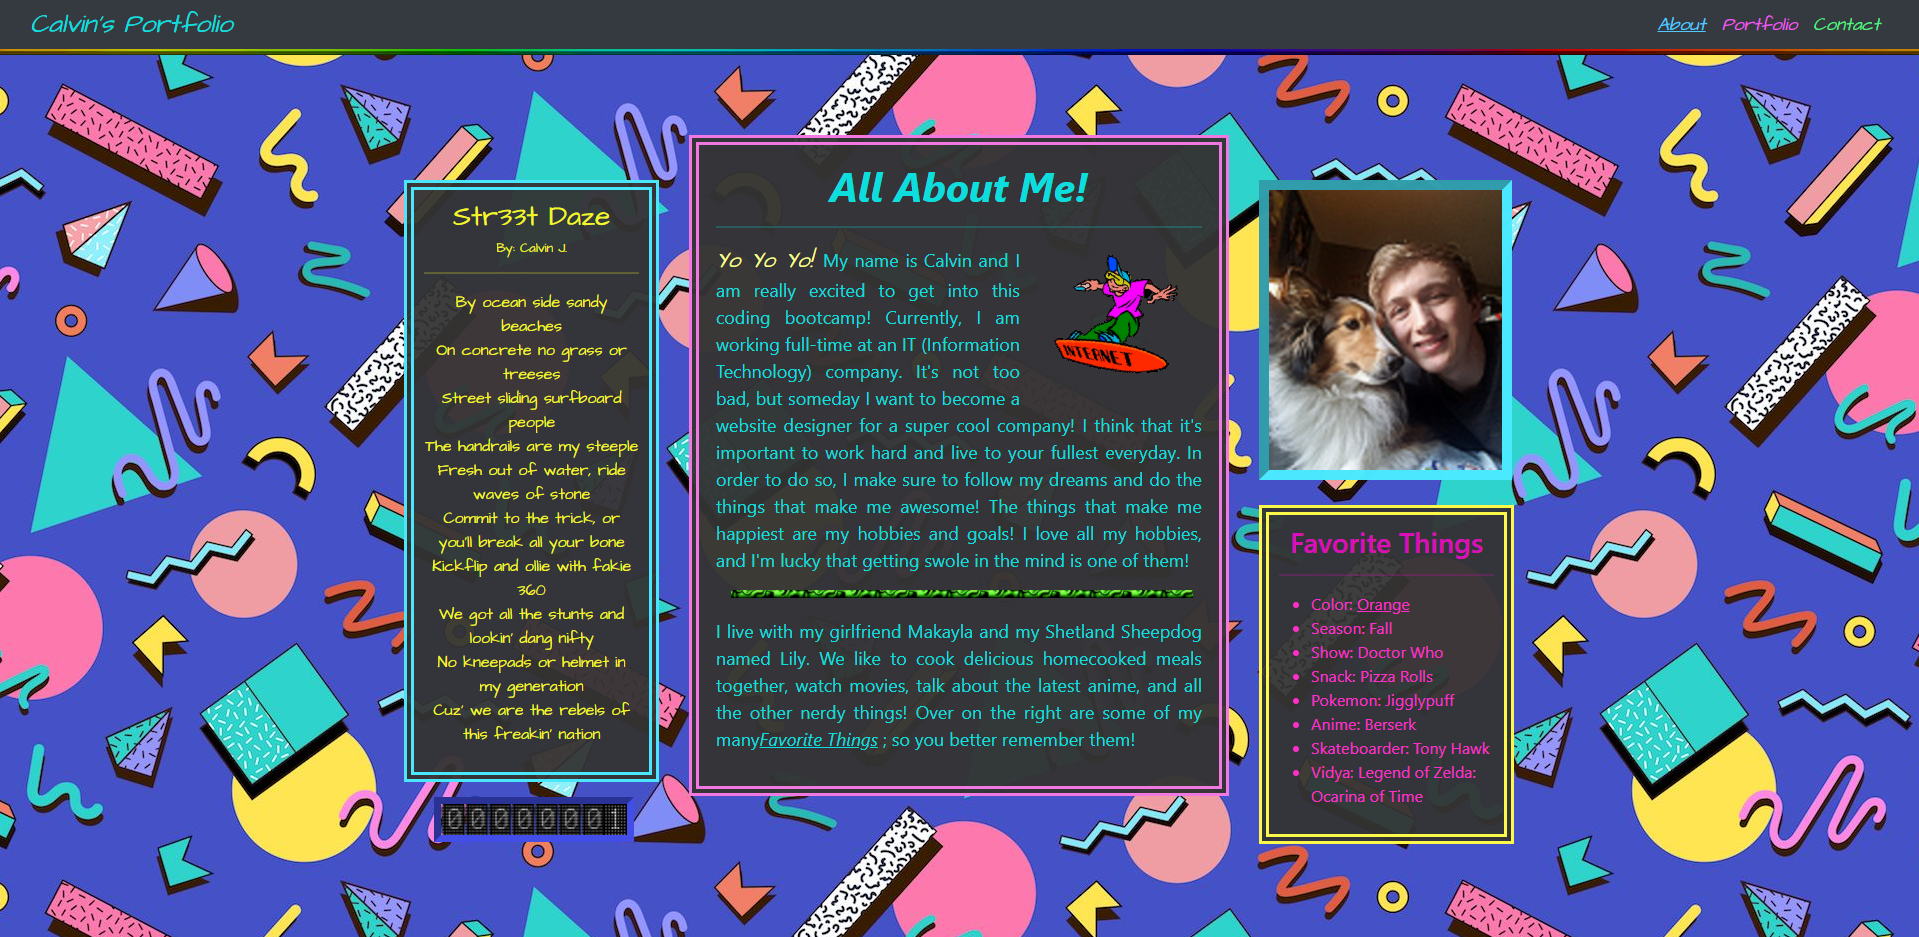 Calvin's Portfolio
About Portfolio Contact
Str33t Daze
By: Calvin J.
By ocean side sandy
beaches
On concrete no grass or
treeses
Street sliding surfboard
people
The handrails are my steeple
Fresh out of water, ride
waves of stone
Commit to the trick, or
you'll break all your bone
Kickflip and ollie with fakie
360
We got all the stunts and
lookin' dang nifty
No kneepads or helmet in
my generation
Cuz' we are the rebels of
this freakin' nation
00000001
All About Me!
Yo Yo Yo! My name is Calvin and I
am really excited to get into this
coding bootcamp! Currently, I am
working full-time at an IT (Information
Technology) company. It's not too
bad, but someday I want to become a
website designer for a super cool company! I think that it's
important to work hard and live to your fullest everyday. In
order to do so, I make sure to follow my dreams and do the
things that make me awesome! The things that make me
happiest are my hobbies and goals! I love all my hobbies,
and I'm lucky that getting swole in the mind is one of them!
INTERNET
I live with my girlfriend Makayla and my Shetland Sheepdog
named Lily. We like to cook delicious homecooked meals
together, watch movies, talk about the latest anime, and all
the other nerdy things! Over on the right are some of my
manyFavorite Things ; so you better remember them!
Favorite Things
Color: Orange
Season: Fall
Show: Doctor Who
Snack: Pizza Rolls
Pokemon: Jigglypuff
Anime: Berserk
Skateboarder: Tony Hawk
Vidya: Legend of Zelda:
Ocarina of Time